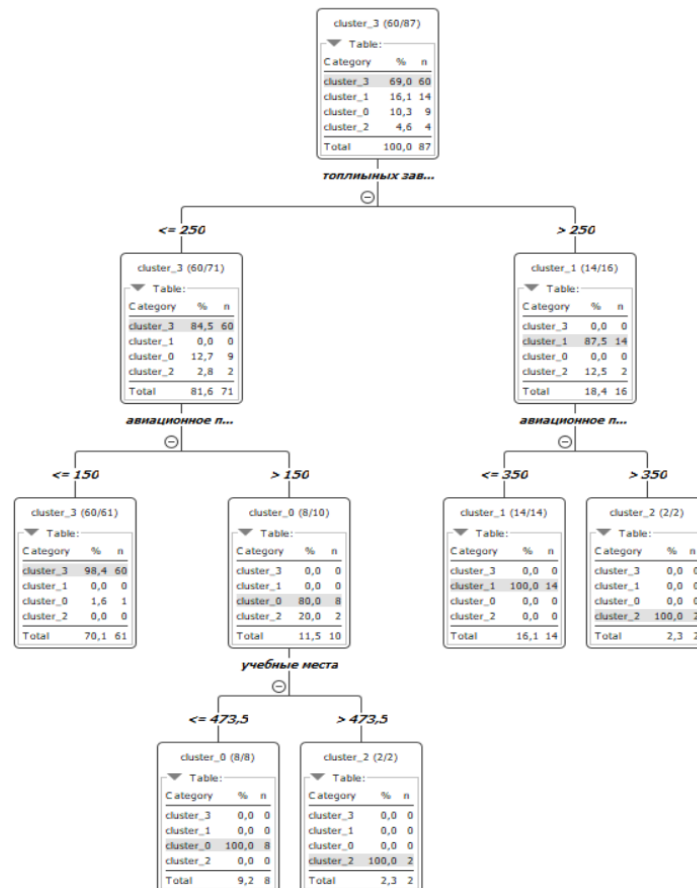 cluster_3 (60/87)
Table:
Category % n
cluster_3 69,0 60
cluster_1 16,1 14
cluster_0 10,3 9
cluster_2 4,6 4
Total 100,0 87
топлиыных зав...
<= 250
> 250
cluster_3 (60/71)
Table:
Category % n
cluster_3 84,5 60
cluster_1 0,0 0
cluster_0 12,7 9
cluster_2 2,8 2
Total 81,6 71
cluster_1 (14/16)
Table:
Category % n
cluster_3 0,0 0
cluster_1 87,5 14
cluster_0 0,0 0
cluster_2 12,5 2
Total 18,4 16
авиационное п...
авиационное п...
<= 150
> 150
<= 350
> 350
cluster_3 (60/61)
Table:
Category % n
cluster_3 98,4 60
cluster_1 0,0 0
cluster_0 1,6 1
cluster_2 0,0 0
Total 70,1 61
cluster_0 (8/10)
Table:
Category % n
cluster_3 0,0 0
cluster_1 0,0 0
cluster_0 80,0 8
cluster_2 20,0 2
Total 11,5 10
cluster_1 (14/14)
Table:
Category % n
cluster_3 0,0 0
cluster_1 100,0 14
cluster_0 0,0 0
cluster_2 0,0 0
Total 16,1 14
cluster_2 (2/2)
Table:
Category % n
cluster_3 0,0 0
cluster_1 0,0 0
cluster_0 0,0 0
cluster_2 100,0 2
Total 2,3 2
учебные места
<= 473,5
> 473,5
cluster_0 (8/8)
Table:
Category % n
cluster_3 0,0 0
cluster_1 0,0 0
cluster_0 100,0 8
cluster_2 0,0 0
Total 9,2 8
cluster_2 (2/2)
Table:
Category % n
cluster_3 0,0 0
cluster_1 0,0 0
cluster_0 0,0 0
cluster_2 100,0 2
Total 2,3 2